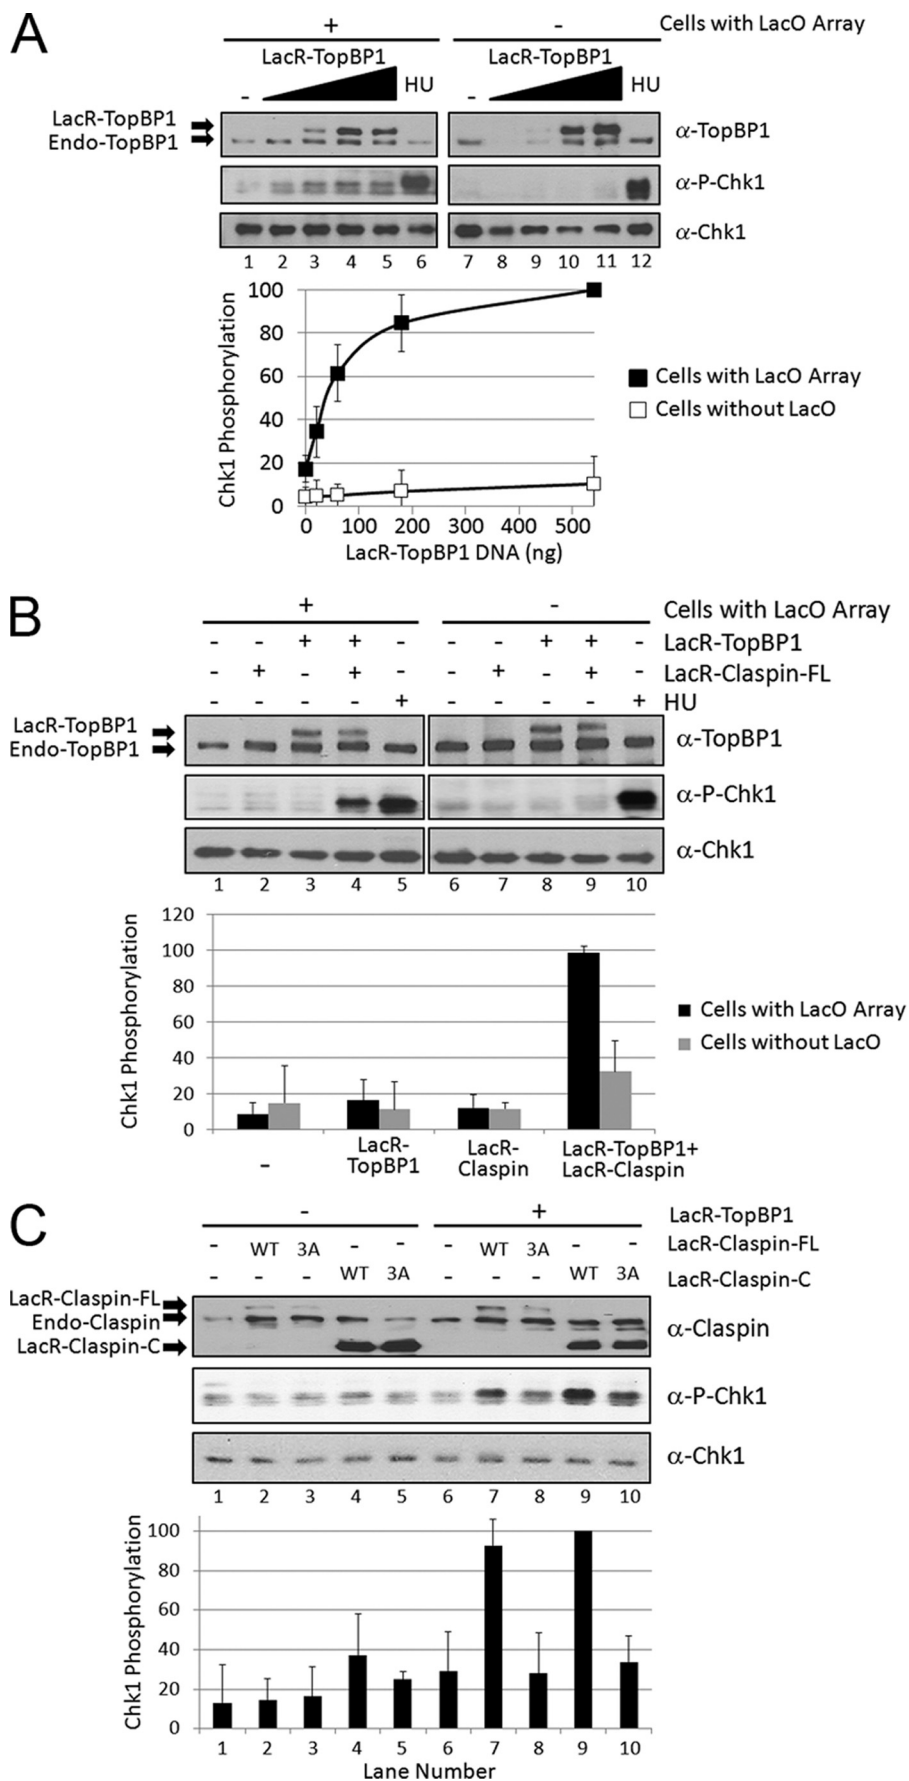 A
+ - Cells with LacO Array
LacR-TopBP1 LacR-TopBP1
- HU - HU
LacR-TopBP1
Endo-TopBP1
α-TopBP1
α-P-Chk1
α-Chk1
1 2 3 4 5 6 7 8 9 10 11 12
Chk1 Phosphorylation
100
80
60
40
20
0
0 100 200 300 400 500
LacR-TopBP1 DNA (ng)
Cells with LacO Array
Cells without LacO
B
+ - Cells with LacO Array
- - + + - - - + + - LacR-TopBP1
- + - + - - + - + - LacR-Claspin-FL
- - - - + - - - - + HU
LacR-TopBP1
Endo-TopBP1
α-TopBP1
α-P-Chk1
α-Chk1
1 2 3 4 5 6 7 8 9 10
Chk1 Phosphorylation
120
100
80
60
40
20
0
- LacR-TopBP1 LacR-Claspin LacR-TopBP1+ LacR-Claspin
Cells with LacO Array
Cells without LacO
C
- + LacR-TopBP1
- WT 3A - - - WT 3A - - LacR-Claspin-FL
- - - WT 3A - - - WT 3A LacR-Claspin-C
LacR-Claspin-FL
Endo-Claspin
LacR-Claspin-C
α-Claspin
α-P-Chk1
α-Chk1
1 2 3 4 5 6 7 8 9 10
Chk1 Phosphorylation
100
80
60
40
20
0
1 2 3 4 5 6 7 8 9 10
Lane Number